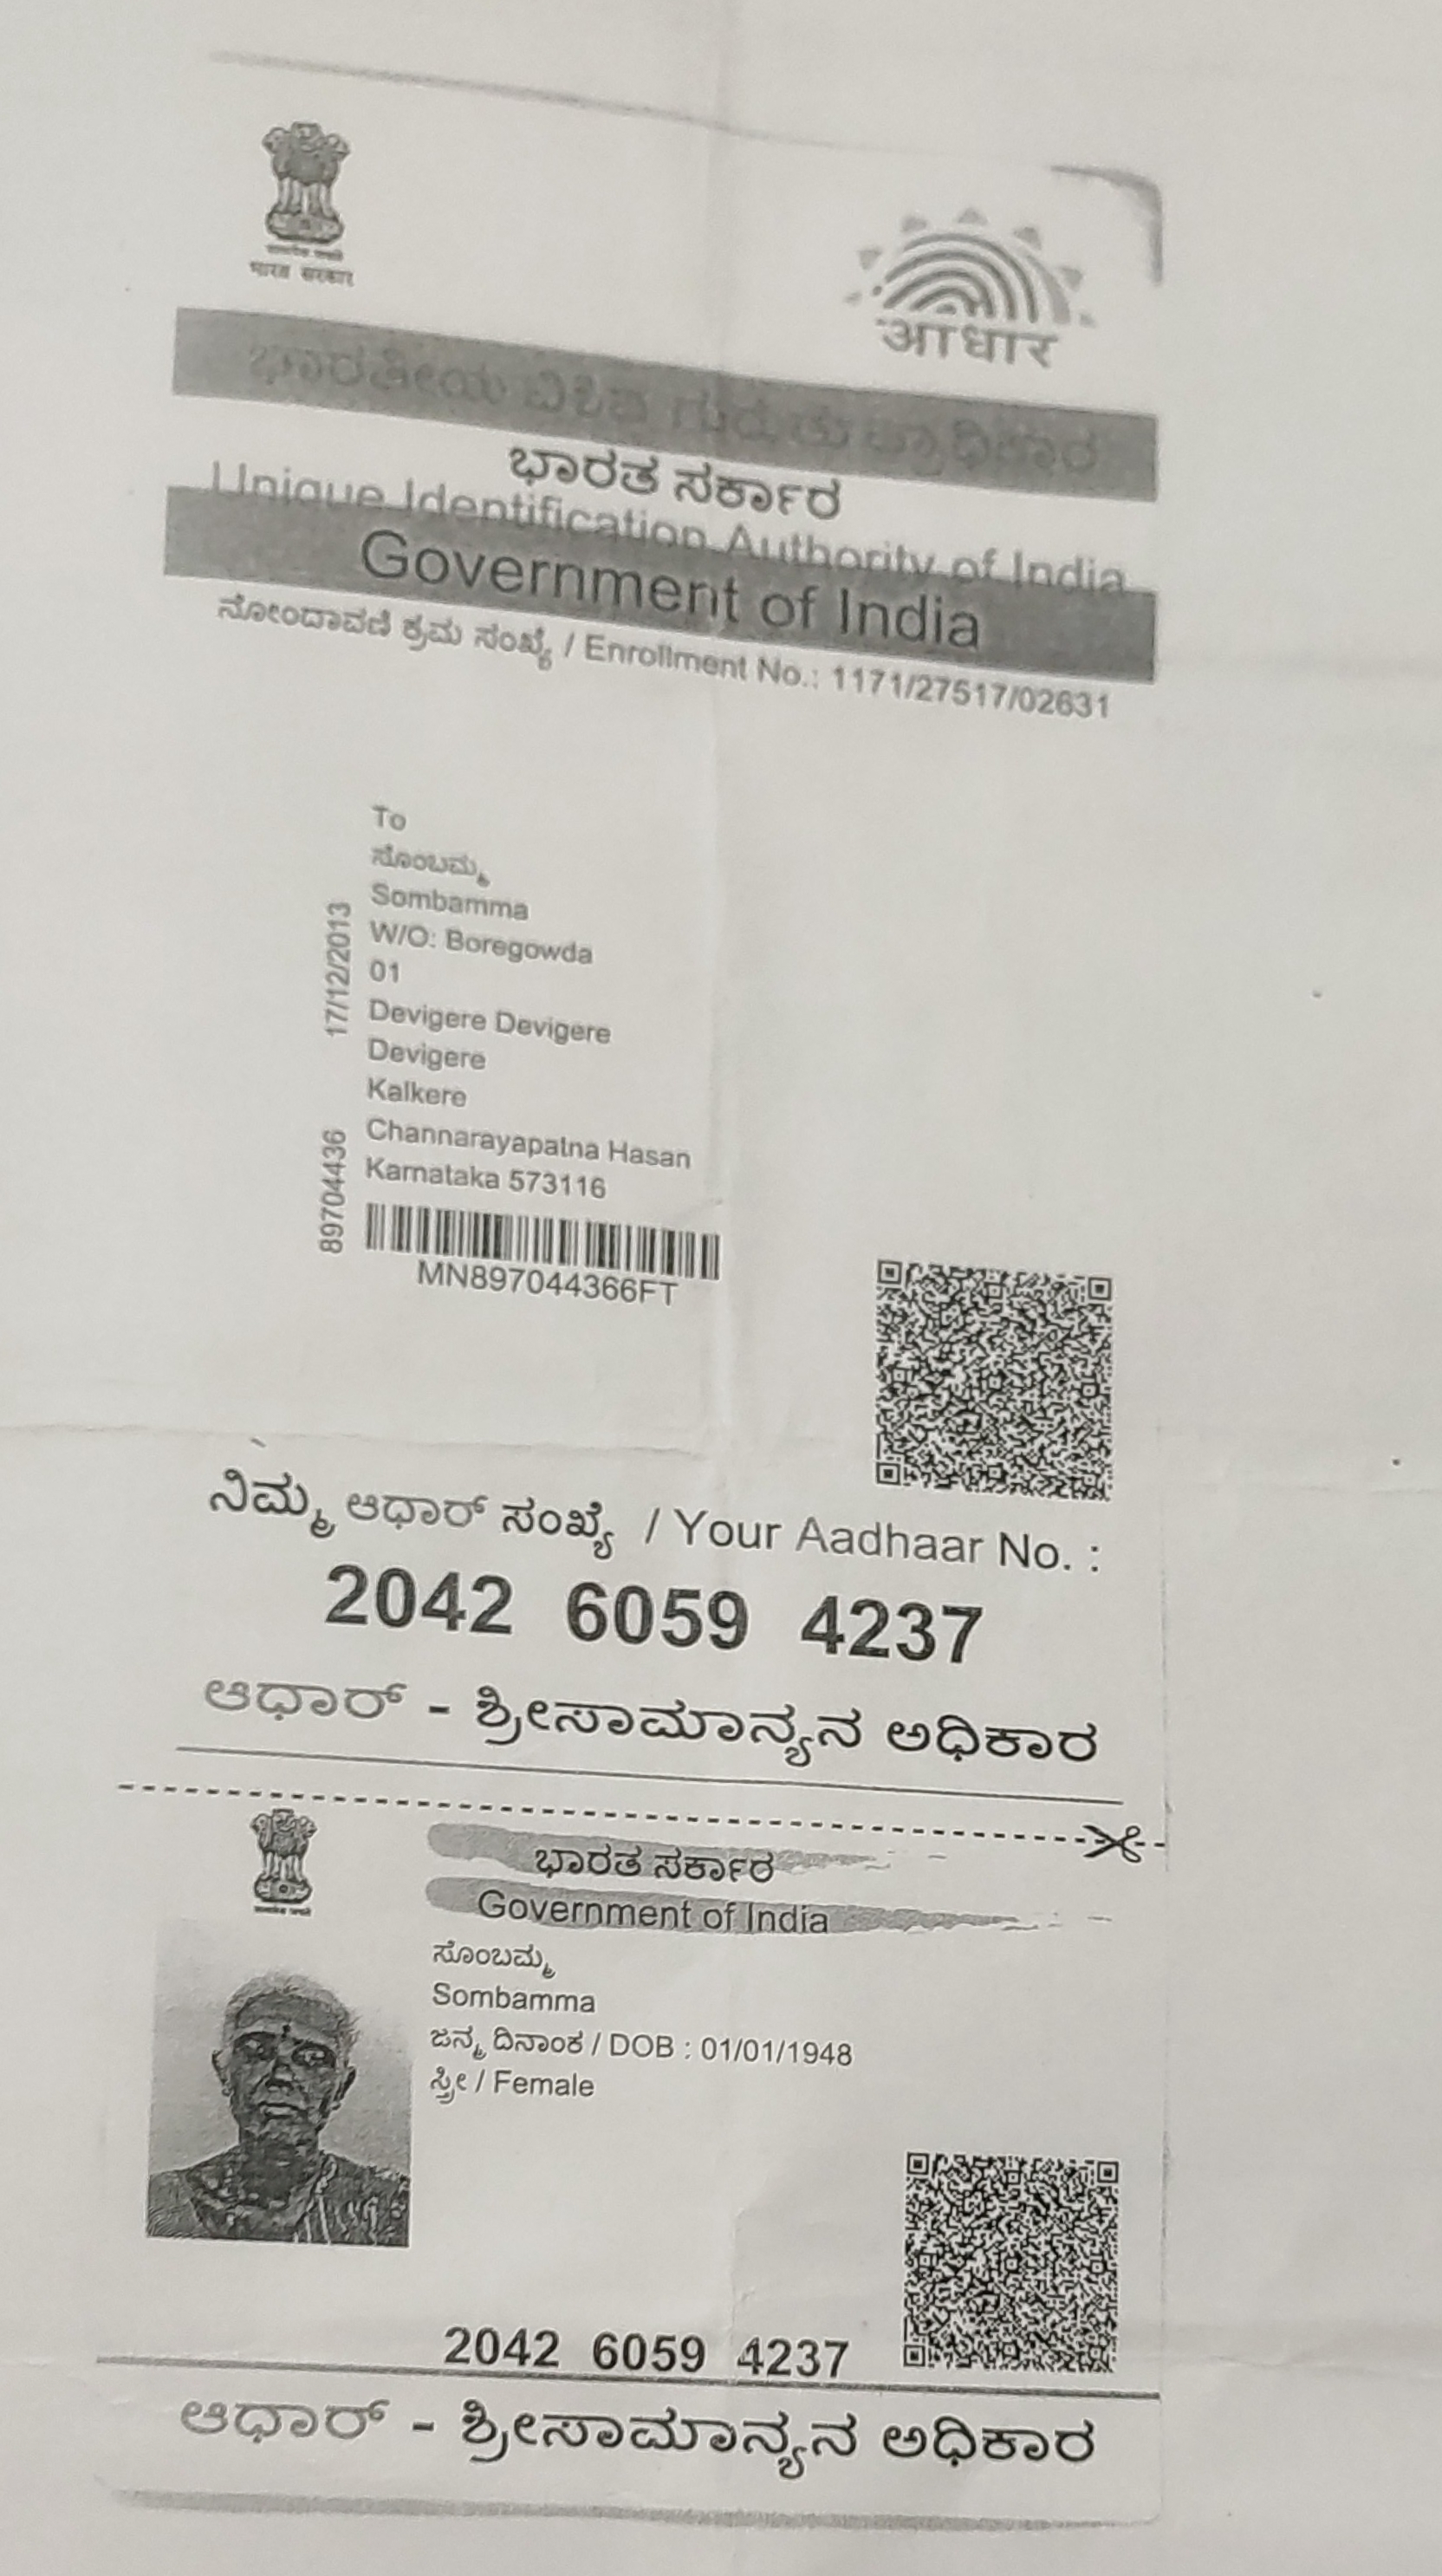 भारत सरकार
आधार
ಭಾರತೀಯ ವಿಶಿಷ್ಟ ಗುರುತು ಪ್ರಾಧಿಕಾರ
ಭಾರತ ಸರ್ಕಾರ
Unique Identification Authority of India
Government of India
ನೋಂದಾವಣಿ ಕ್ರಮ ಸಂಖ್ಯೆ / Enrollment No.: 1171/27517/02631
To
ಸೊಂಬಮ್ಮ
Sombamma
W/O: Boregowda
01
Devigere Devigere
Devigere
Kalkere
Channarayapatna Hasan
Karnataka 573116
17/12/2013
89704436
MN897044366FT
ನಿಮ್ಮ ಆಧಾರ್ ಸಂಖ್ಯೆ / Your Aadhaar No. :
2042 6059 4237
ಆಧಾರ್ - ಶ್ರೀಸಾಮಾನ್ಯನ ಅಧಿಕಾರ
ಭಾರತ ಸರ್ಕಾರ
Government of India
ಸೊಂಬಮ್ಮ
Sombamma
ಜನ್ಮ ದಿನಾಂಕ / DOB : 01/01/1948
ಸ್ತ್ರೀ / Female
2042 6059 4237
ಆಧಾರ್ - ಶ್ರೀಸಾಮಾನ್ಯನ ಅಧಿಕಾರ